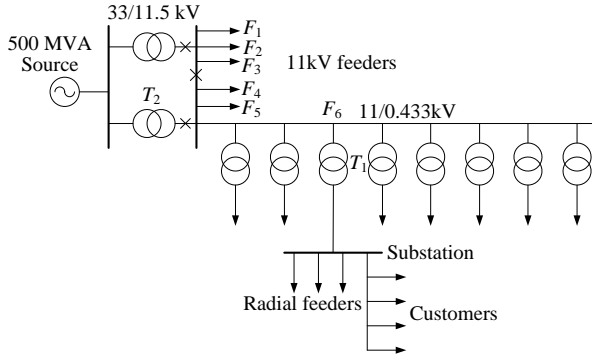 33/11.5 kV
500 MVA
Source
F1
F2
F3
11kV feeders
T2
F4
F5
F6
11/0.433kV
T1
Substation
Radial feeders
Customers